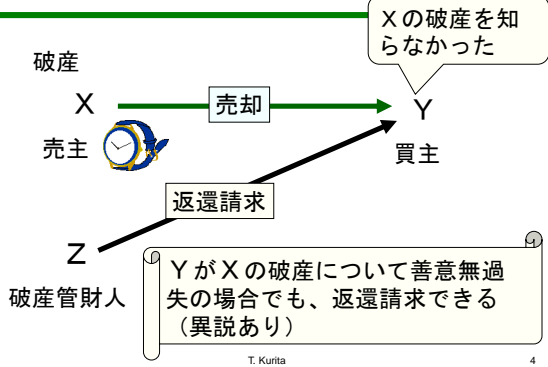 Xの破産を知
らなかった
破産
X
売却
Y
売主
買主
返還請求
Z
破産管財人
YがXの破産について善意無過
失の場合でも、返還請求できる
（異説あり）
T. Kurita
4